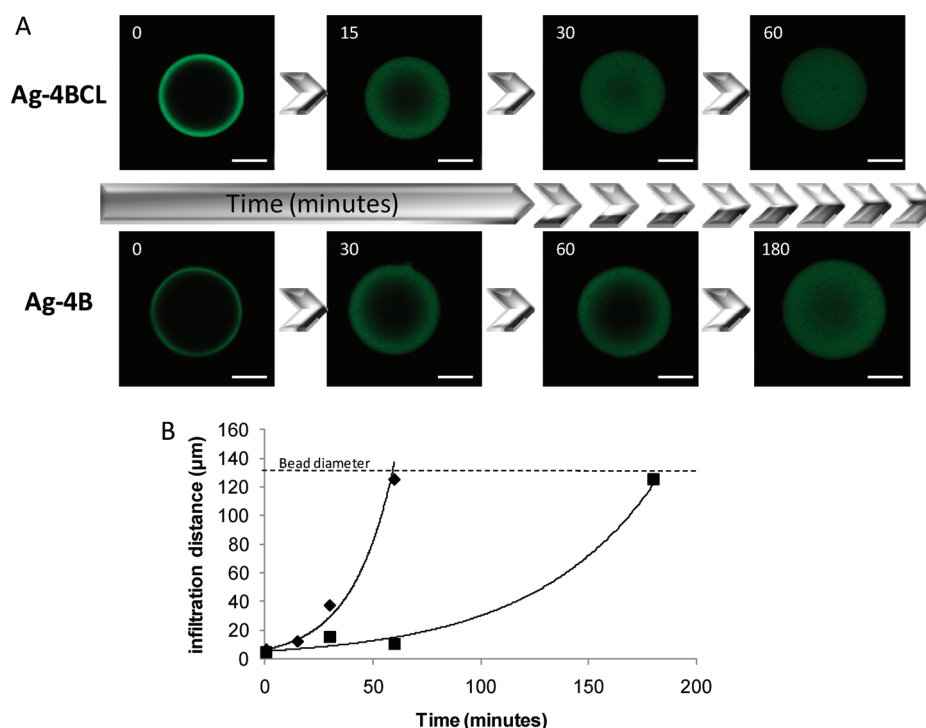 A
0
15
30
60
Ag-4BCL
Time (minutes)
0
30
60
180
Ag-4B
B
160
140
120
100
80
60
40
20
0
Bead diameter
infiltration distance (µm)
0
50
100
150
200
Time (minutes)